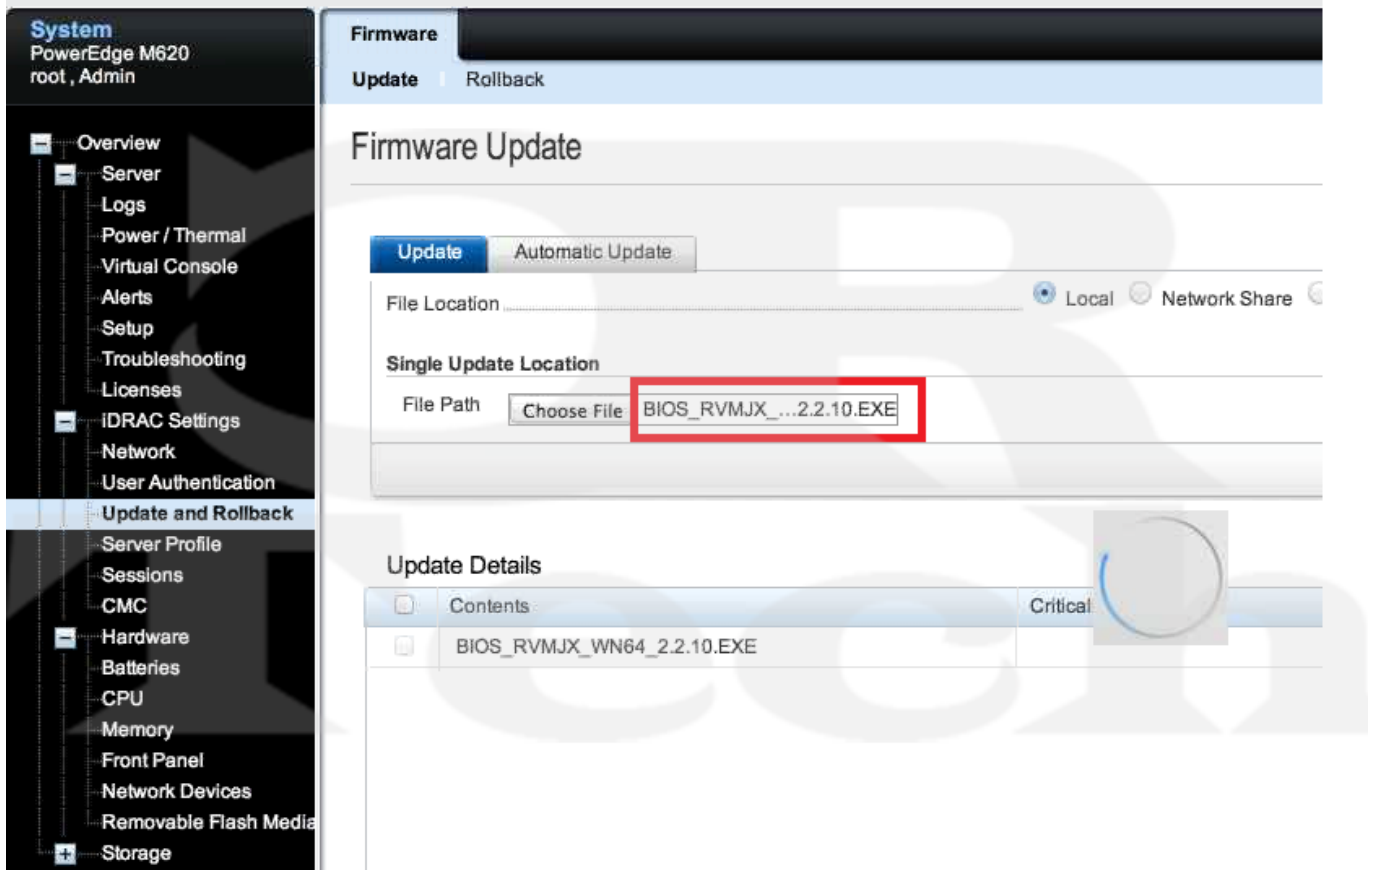 System
PowerEdge M620
root , Admin
Overview
Server
Logs
Power / Thermal
Virtual Console
Alerts
Setup
Troubleshooting
Licenses
iDRAC Settings
Network
User Authentication
Update and Rollback
Server Profile
Sessions
CMC
Hardware
Batteries
CPU
Memory
Front Panel
Network Devices
Removable Flash Media
Storage
Firmware
Update Rollback
Firmware Update
Update Automatic Update
File Location Local Network Share
Single Update Location
File Path Choose File BIOS_RVMJX_...2.2.10.EXE
Update Details
Contents Critical
BIOS_RVMJX_WN64_2.2.10.EXE
OR
Tech